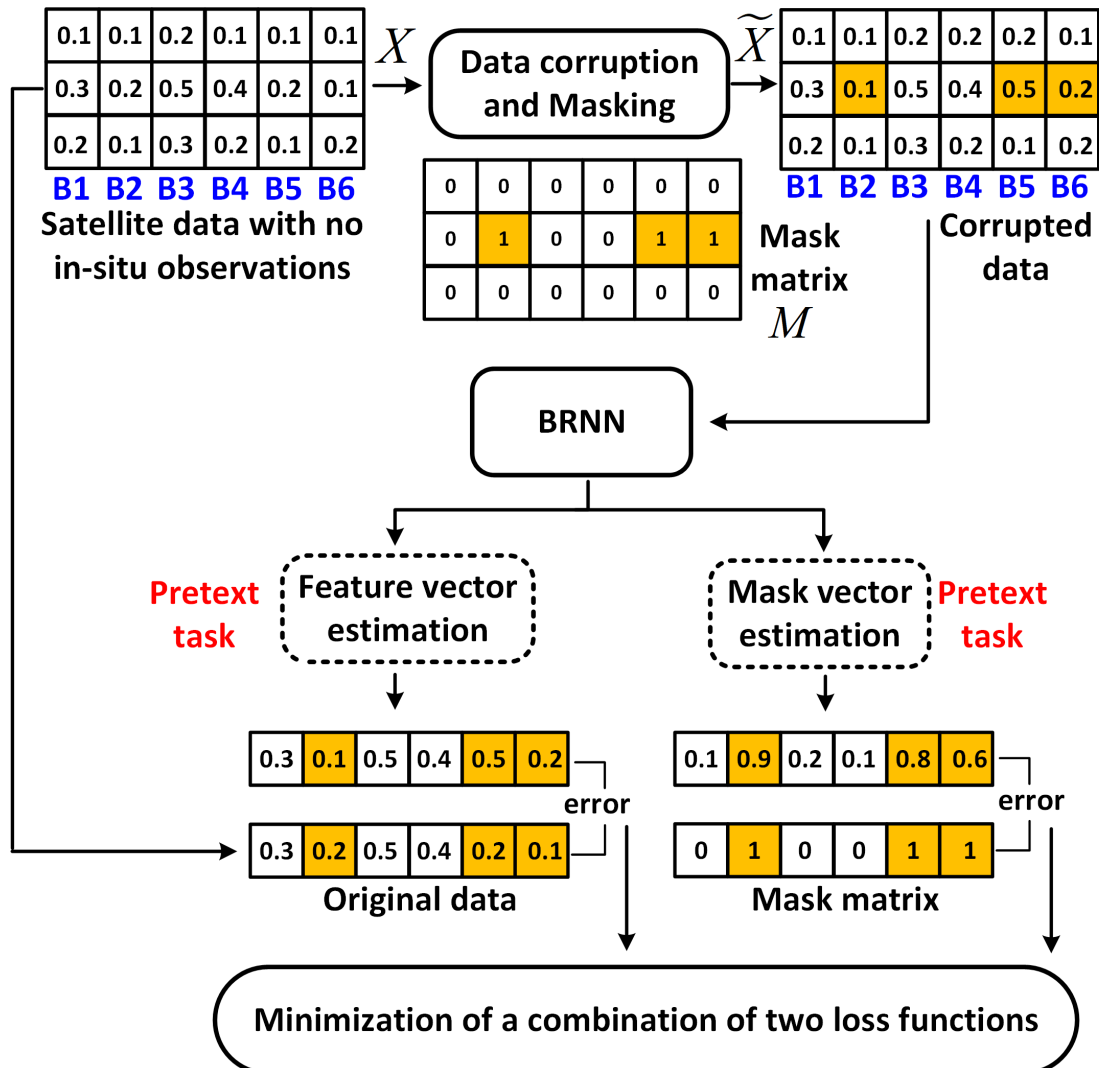 0.1 0.1 0.2 0.1 0.1 0.1
0.3 0.2 0.5 0.4 0.2 0.1
0.2 0.1 0.3 0.2 0.1 0.2
B1 B2 B3 B4 B5 B6
Satellite data with no
in-situ observations
X
Data corruption
and Masking
X̃
0.1 0.1 0.2 0.2 0.2 0.1
0.3 0.1 0.5 0.4 0.5 0.2
0.2 0.1 0.3 0.2 0.1 0.2
B1 B2 B3 B4 B5 B6
Corrupted
data
0 0 0 0 0 0
0 1 0 0 1 1
0 0 0 0 0 0
Mask
matrix
M
BRNN
Pretext
task
Feature vector
estimation
Mask vector
estimation
Pretext
task
0.3 0.1 0.5 0.4 0.5 0.2
error
0.3 0.2 0.5 0.4 0.2 0.1
Original data
0.1 0.9 0.2 0.1 0.8 0.6
error
0 1 0 0 1 1
Mask matrix
Minimization of a combination of two loss functions